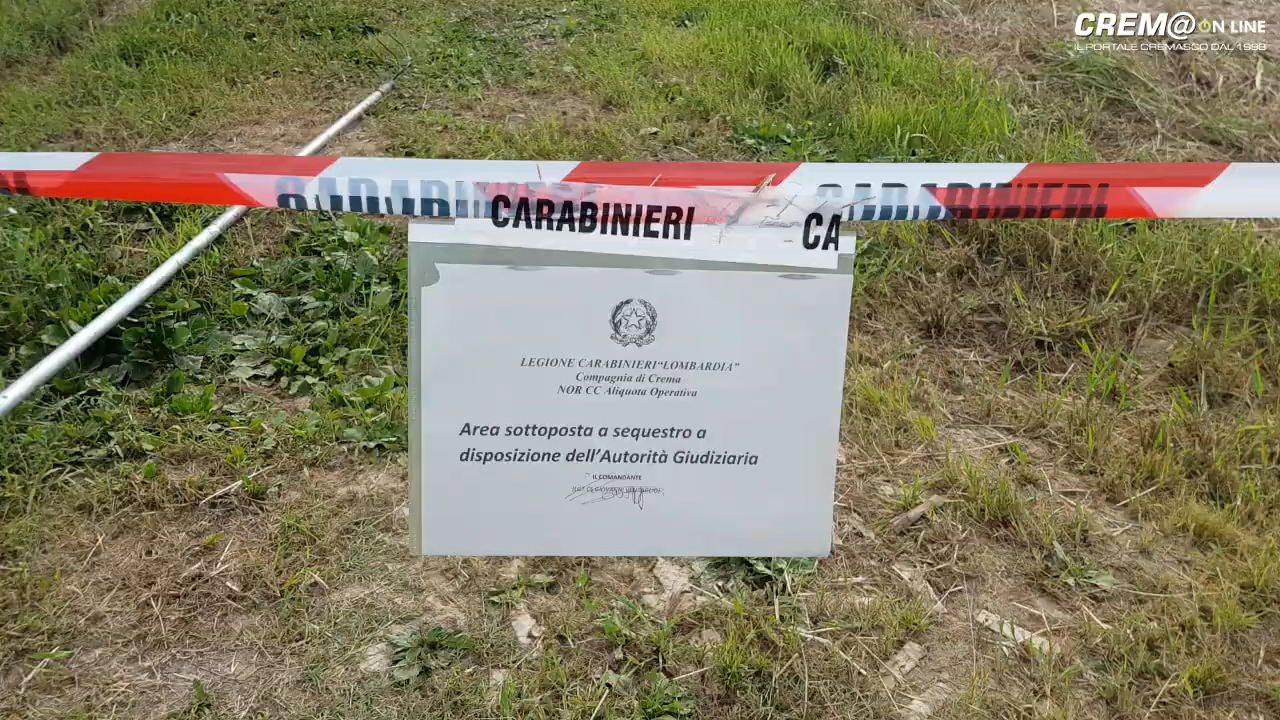 CREM@ON LINE
IL PORTALE CREMASCO DAL 1998
CARABINIERI CARABINIERI
CARABINIERI CA
LEGIONE CARABINIERI"LOMBARDIA"
Compagnia di Crema
NOR CC Aliquota Operativa
Area sottoposta a sequestro a
disposizione dell'Autorità Giudiziaria
IL COMANDANTE